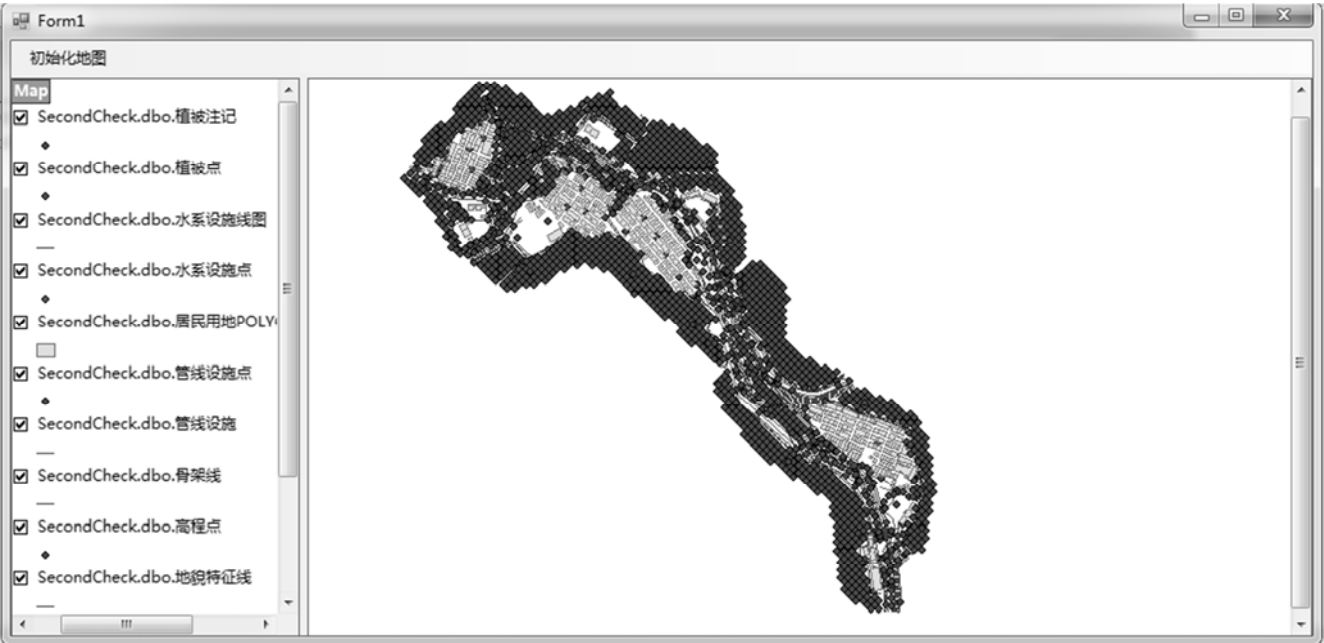 Form1
初始化地图
Map
SecondCheck.dbo.植被注记
SecondCheck.dbo.植被点
SecondCheck.dbo.水系设施线图
SecondCheck.dbo.水系设施点
SecondCheck.dbo.居民用地POLY
SecondCheck.dbo.管线设施点
SecondCheck.dbo.管线设施
SecondCheck.dbo.骨架线
SecondCheck.dbo.高程点
SecondCheck.dbo.地貌特征线